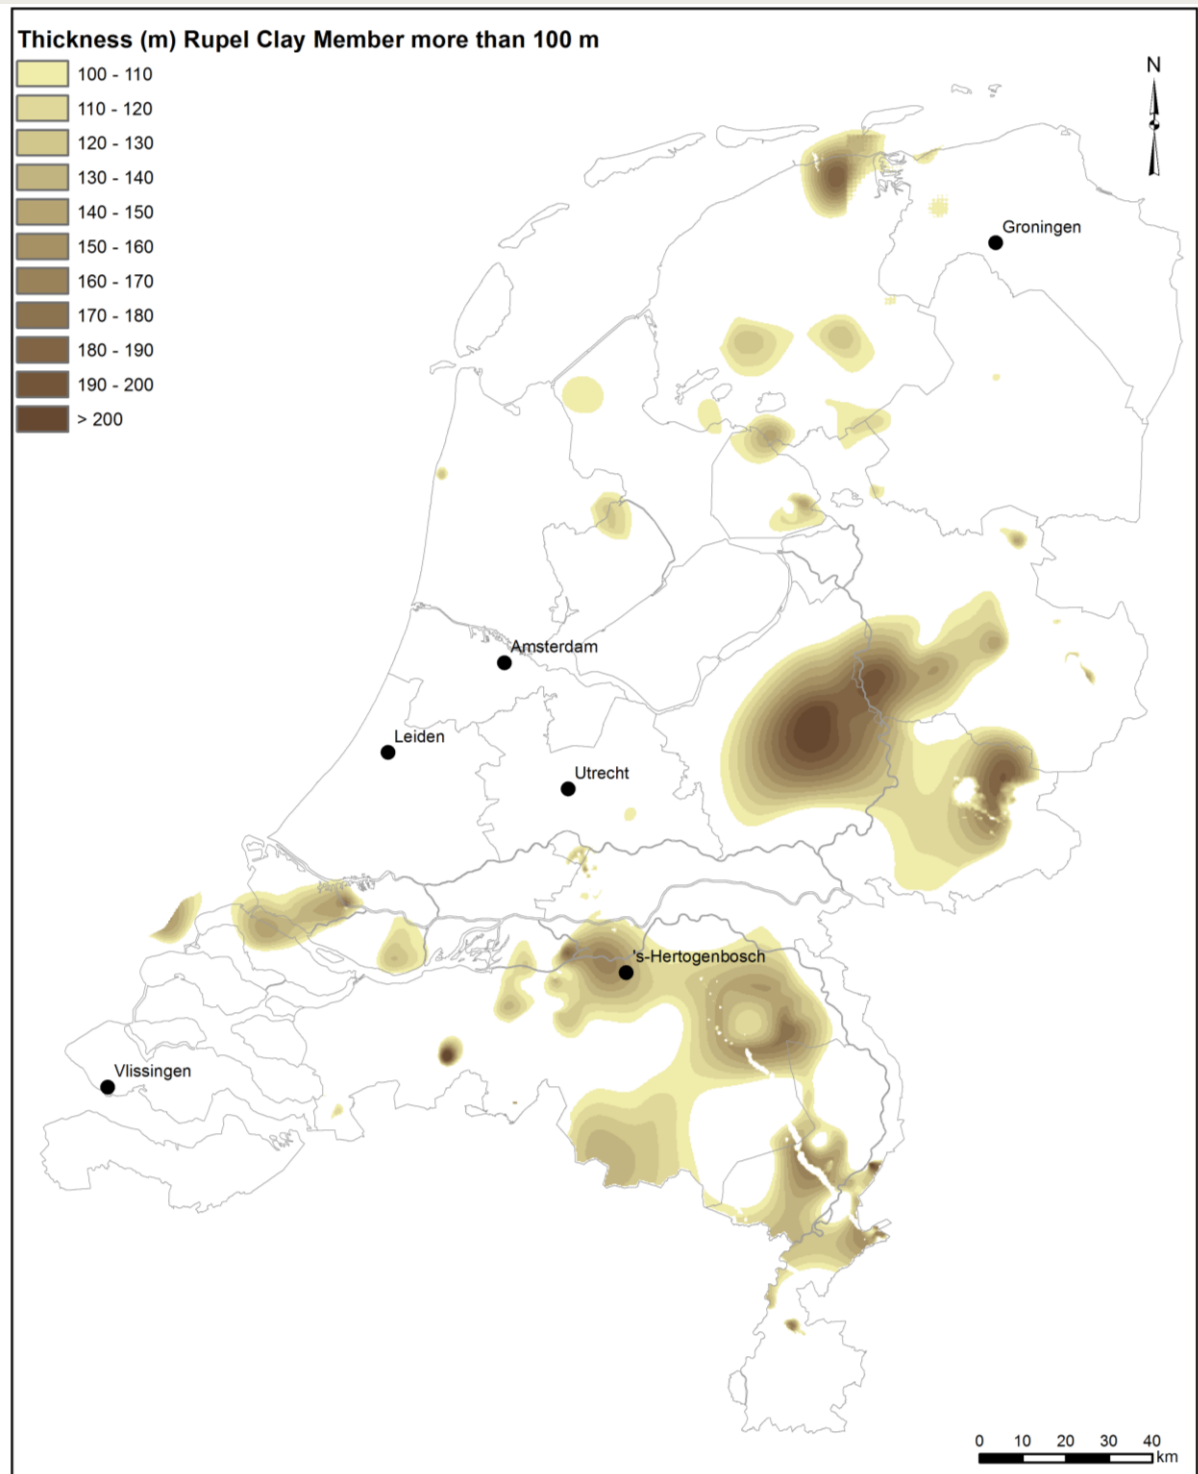 Thickness (m) Rupel Clay Member more than 100 m
100 - 110
110 - 120
120 - 130
130 - 140
140 - 150
150 - 160
160 - 170
170 - 180
180 - 190
190 - 200
> 200
N
Groningen
Amsterdam
Leiden
Utrecht
's-Hertogenbosch
Vlissingen
0 10 20 30 40
km